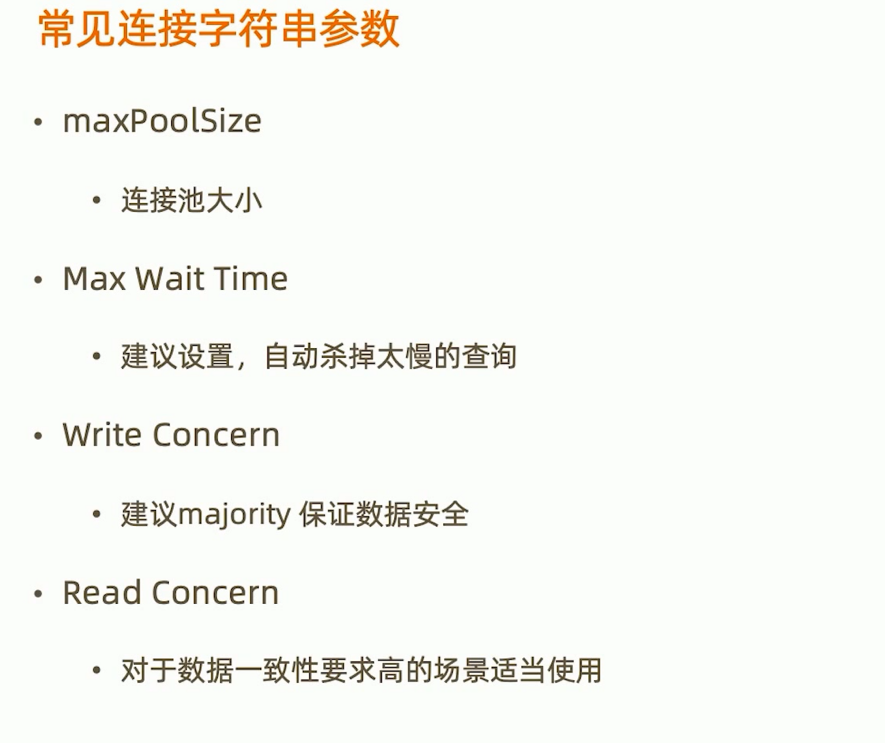 常见连接字符串参数
• maxPoolSize
• 连接池大小
• Max Wait Time
• 建议设置，自动杀掉太慢的查询
• Write Concern
• 建议majority 保证数据安全
• Read Concern
• 对于数据一致性要求高的场景适当使用